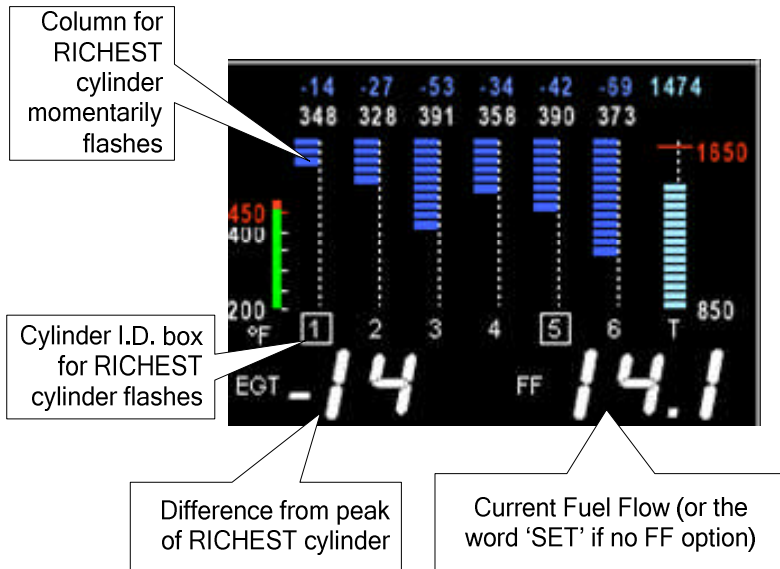 Column for
RICHEST
cylinder
momentarily
flashes
-14 -27 -53 -34 -42 -69 1474
348 328 391 358 390 373
1650
450
400
200
850
°F 1 2 3 4 5 6 T
Cylinder I.D. box
for RICHEST
cylinder flashes
EGT -14 FF 14.1
Difference from peak
of RICHEST cylinder
Current Fuel Flow (or the
word ‘SET’ if no FF option)